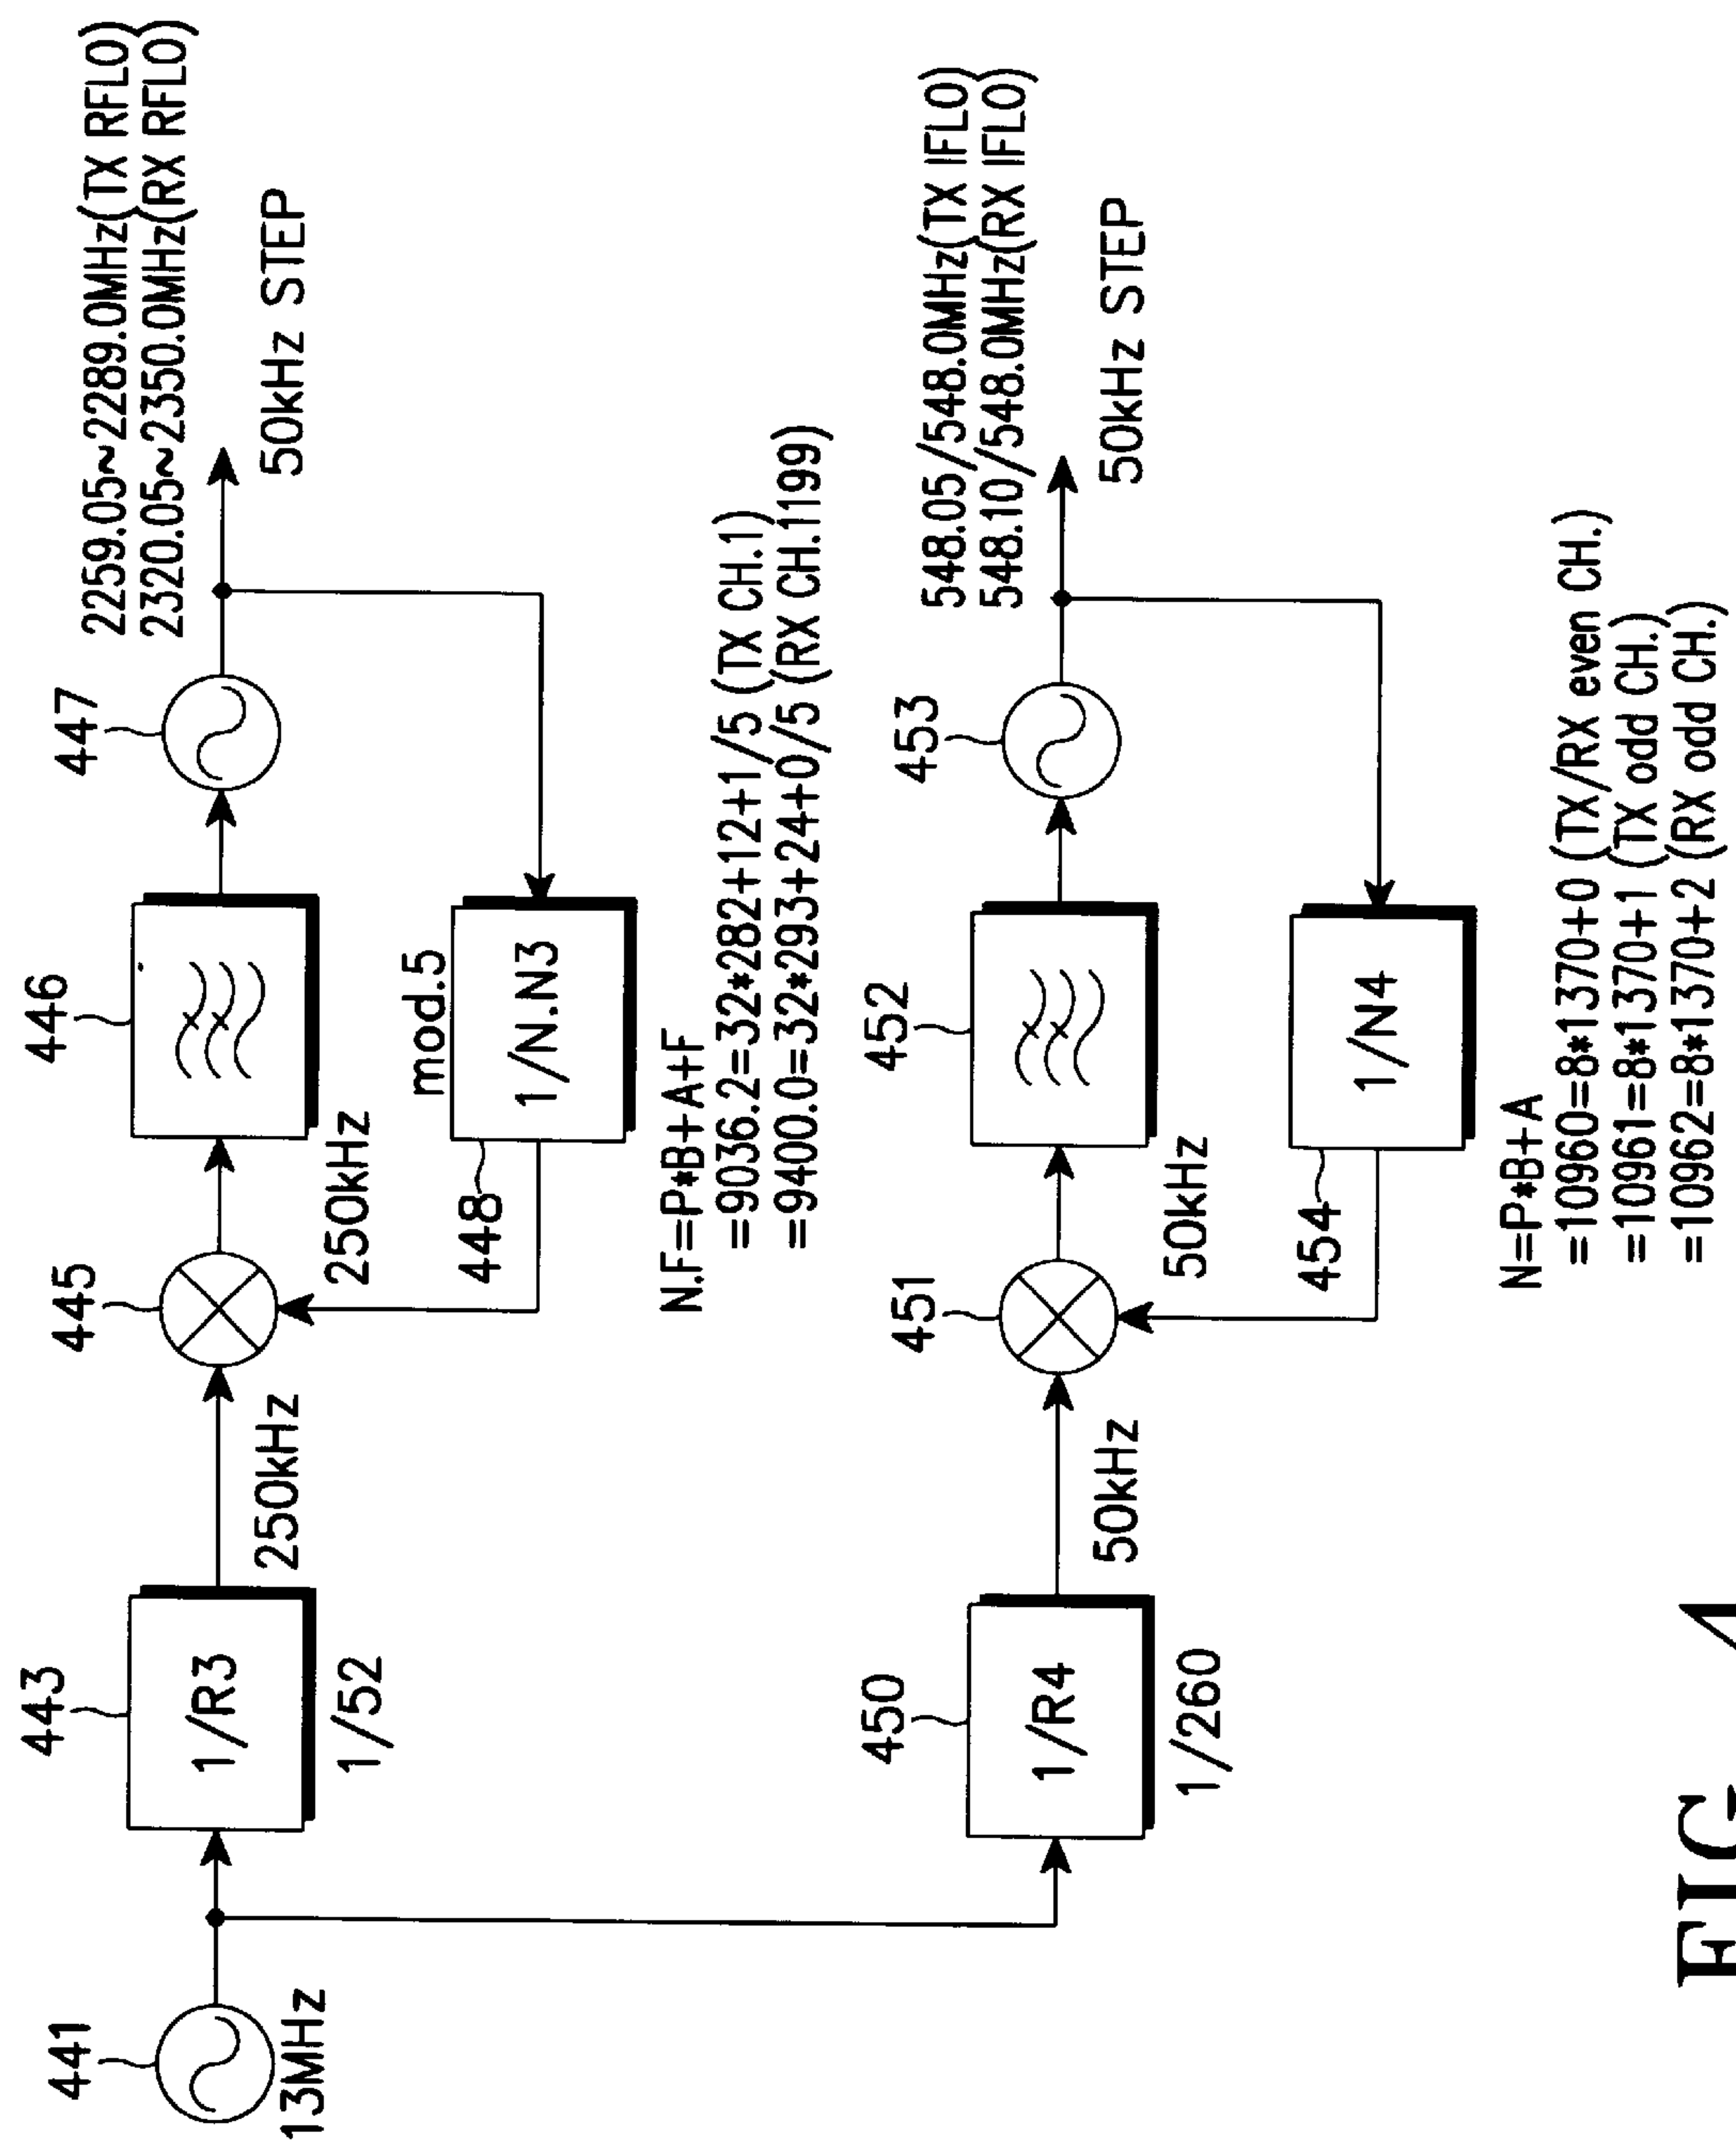 441
13MHz
443
1/R3
1/52
250kHz
445
250kHz
446
447
2259.05~2289.0MHz(TX RFLO)
2320.05~2350.0MHz(RX RFLO)
50kHz STEP
mod.5
448
1/N.N3
N.F=P*B+A+F
=9036.2=32*282+12+1/5 (TX CH.1)
=9400.0=32*293+24+0/5 (RX CH.1199)
450
1/R4
1/260
50kHz
451
50kHz
452
453
548.05/548.0MHz(TX IFLO)
548.10/548.0MHz(RX IFLO)
50kHz STEP
454
1/N4
N=P*B+A
=10960=8*1370+0 (TX/RX even CH.)
=10961=8*1370+1 (TX odd CH.)
=10962=8*1370+2 (RX odd CH.)
FIG. 4